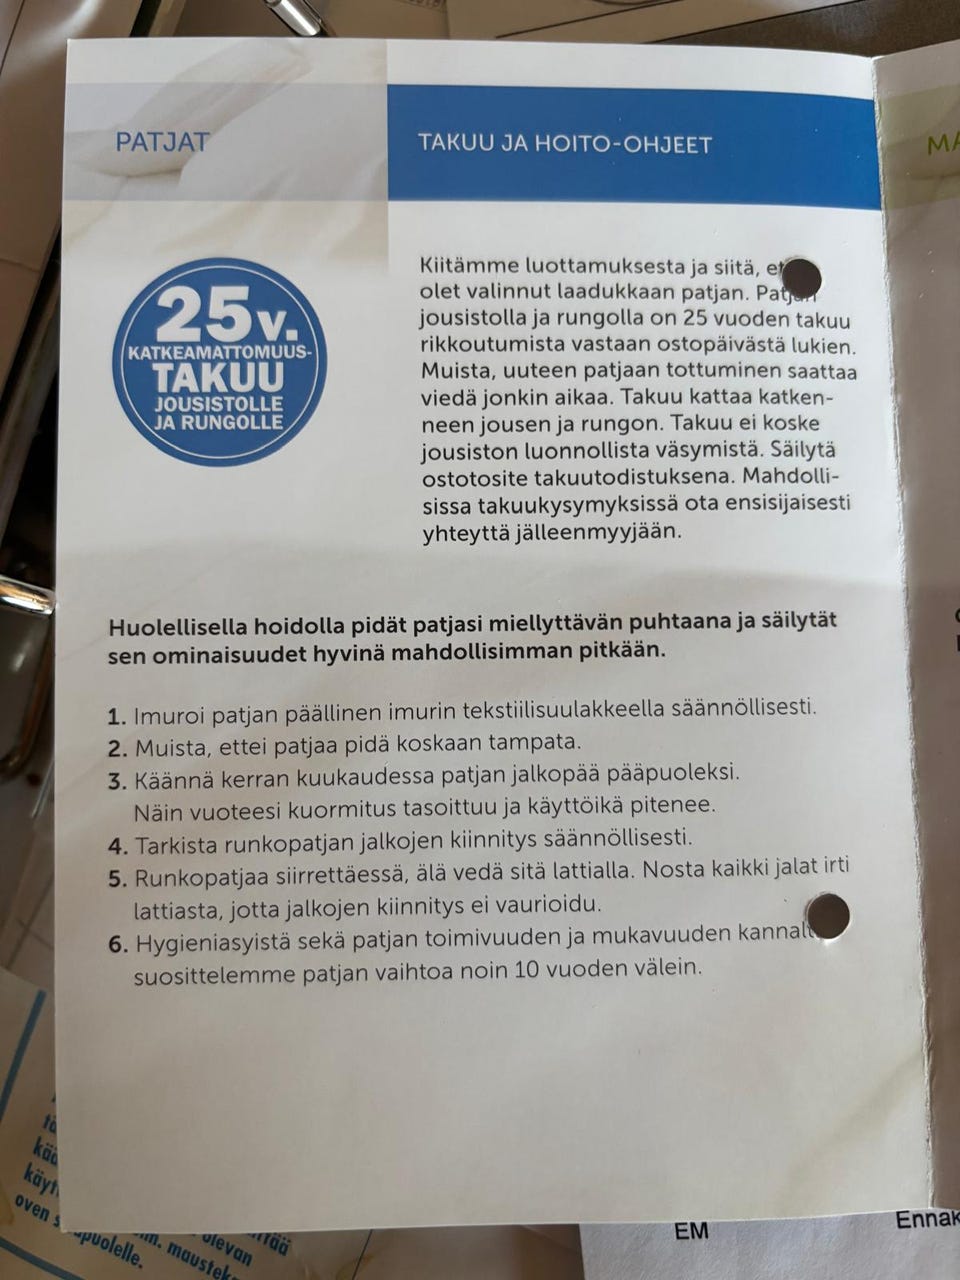 PATJAT
TAKUU JA HOITO-OHJEET
25v.
KATKEAMATTOMUUS-
TAKUU
JOUSISTOLLE
JA RUNGOLLE
Kiitämme luottamuksesta ja siitä,
olet valinnut laadukkaan patjan.
jousistolla ja rungolla on 25 vuoden takuu
rikkoutumista vastaan ostopäivästä lukien.
Muista, uuteen patjaan tottuminen saattaa
viedä jonkin aikaa. Takuu kattaa katken-
neen jousen ja rungon. Takuu ei koske
jousiston luonnollista väsymistä. Säilytä
ostotosite takuutodistuksena. Mahdolli-
sissa takuukysymyksissä ota ensisijaisesti
yhteyttä jälleenmyyjään.
Huolellisella hoidolla pidät patjasi miellyttävän puhtaana ja säilytät
sen ominaisuudet hyvinä mahdollisimman pitkään.
1. Imuroi patjan päällinen imurin tekstiilisuulakkeella säännöllisesti.
2. Muista, ettei patjaa pidä koskaan tampata.
3. Käännä kerran kuukaudessa patjan jalkopää pääpuoleksi.
Näin vuoteesi kuormitus tasoittuu ja käyttöikä pitenee.
4. Tarkista runkopatjan jalkojen kiinnitys säännöllisesti.
5. Runkopatjaa siirrettäessä, älä vedä sitä lattialla. Nosta kaikki jalat irti
lattiasta, jotta jalkojen kiinnitys ei vaurioidu.
6. Hygieniasyistä sekä patjan toimivuuden ja mukavuuden
suosittelemme patjan vaihtoa noin 10 vuoden välein.
oven
maustek
EM
Ennak